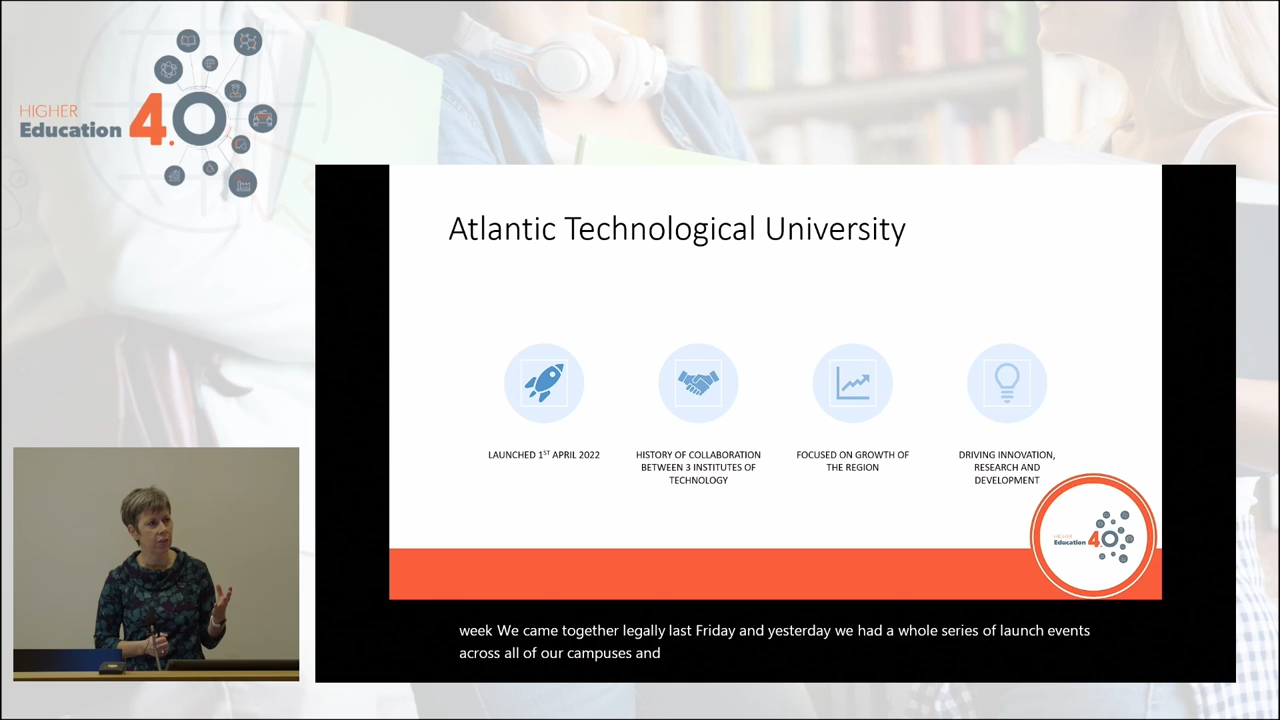 HIGHER
Education 4.0
Atlantic Technological University
LAUNCHED 1ST APRIL 2022
HISTORY OF COLLABORATION
BETWEEN 3 INSTITUTES OF
TECHNOLOGY
FOCUSED ON GROWTH OF
THE REGION
DRIVING INNOVATION,
RESEARCH AND
DEVELOPMENT
HIGHER
Education 4.0
week We came together legally last Friday and yesterday we had a whole series of launch events
across all of our campuses and